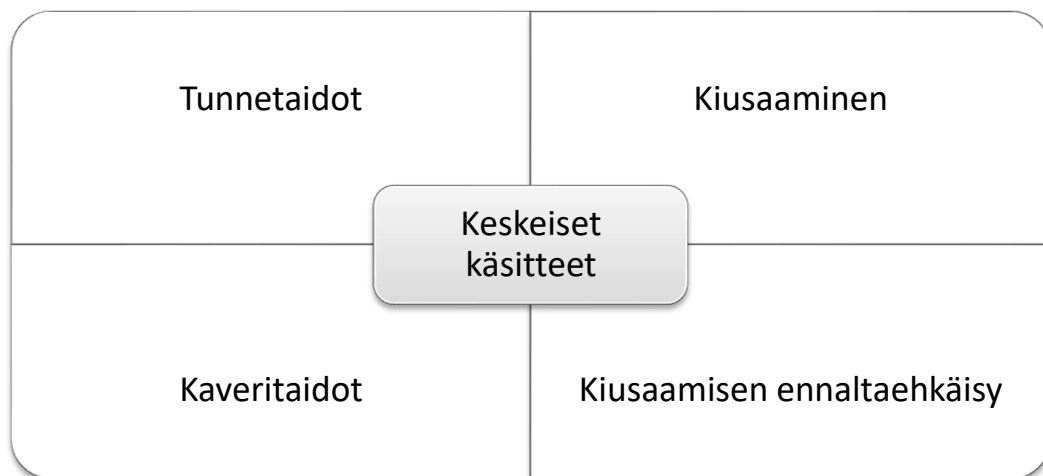 Tunnetaidot
Kiusaaminen
Keskeiset
käsitteet
Kaveritaidot
Kiusaamisen ennaltaehkäisy